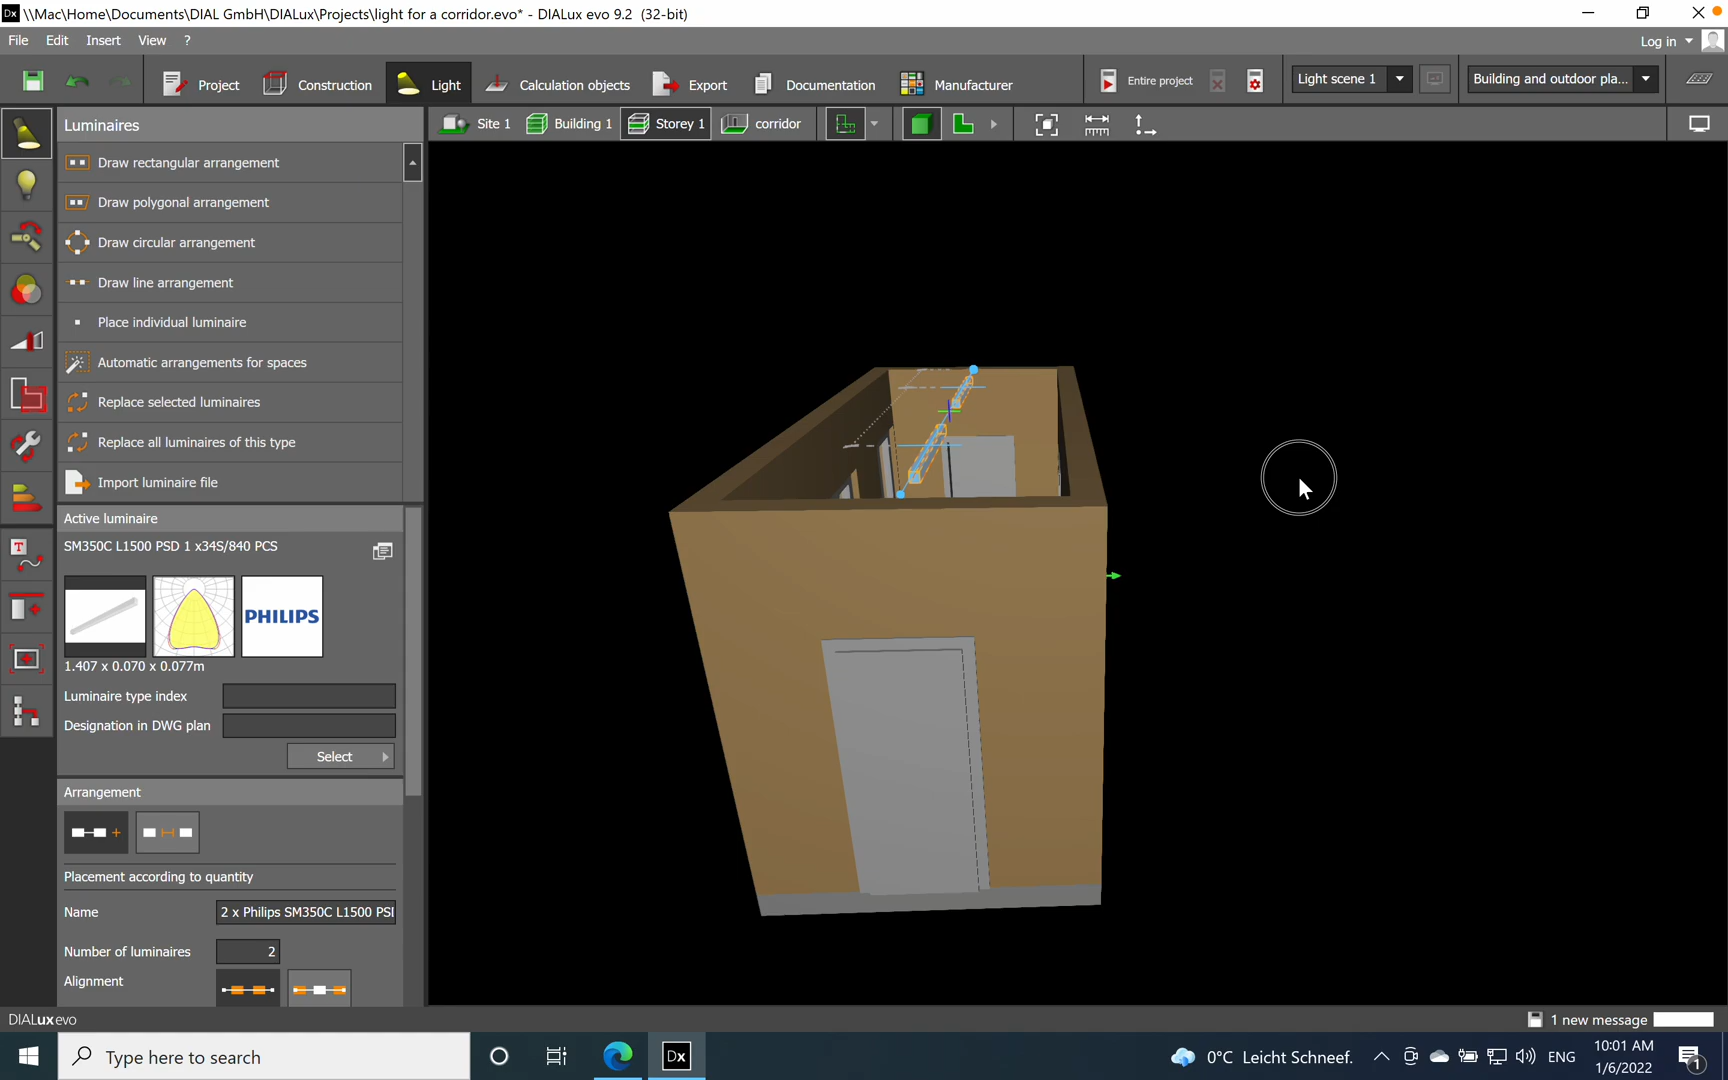 \\Mac\Home\Documents\DIAL GmbH\DIALux\Projects\light for a corridor.evo* - DIALux evo 9.2 (32-bit)
File Edit Insert View ?
Log in
Project Construction Light Calculation objects Export Documentation Manufacturer
Entire project
Light scene 1
Building and outdoor pla...
Luminaires
Site 1 Building 1 Storey 1 corridor
Draw rectangular arrangement
Draw polygonal arrangement
Draw circular arrangement
Draw line arrangement
Place individual luminaire
Automatic arrangements for spaces
Replace selected luminaires
Replace all luminaires of this type
Import luminaire file
Active luminaire
SM350C L1500 PSD 1 x34S/840 PCS
PHILIPS
1.407 x 0.070 x 0.077m
Luminaire type index
Designation in DWG plan
Select
Arrangement
Placement according to quantity
Name 2 x Philips SM350C L1500 PSI
Number of luminaires 2
Alignment
DIALux evo
1 new message
Type here to search
Dx
0°C Leicht Schneef.
ENG
10:01 AM
1/6/2022
1